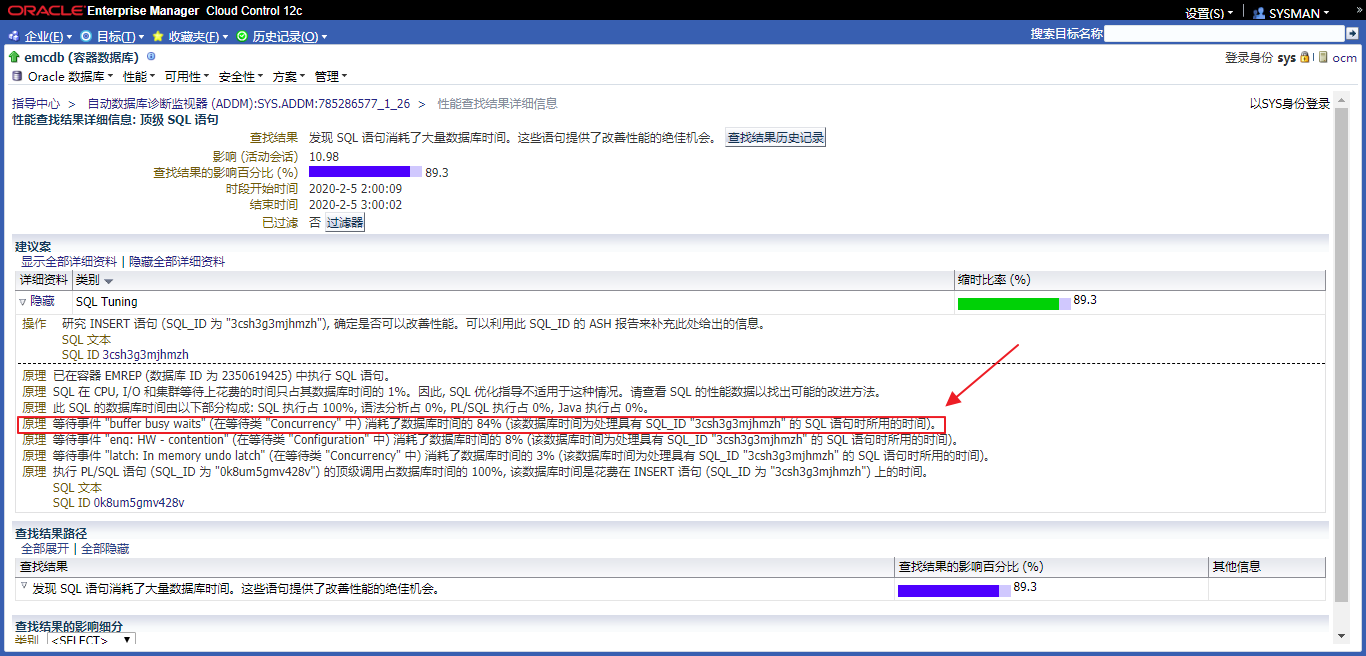 ORACLE Enterprise Manager Cloud Control 12c
设置(S) SYSMAN »
企业(E) 目标(T) 收藏夹(F) 历史记录(O) 搜索目标名称
emcdb (容器数据库) 登录身份 sys ocm
Oracle 数据库 性能 可用性 安全性 方案 管理
指导中心 > 自动数据库诊断监视器 (ADDM):SYS.ADDM:785286577_1_26 > 性能查找结果详细信息 以SYS身份登录
性能查找结果详细信息: 顶级 SQL 语句
查找结果 发现 SQL 语句消耗了大量数据库时间。这些语句提供了改善性能的绝佳机会。 查找结果历史记录
影响 (活动会话) 10.98
查找结果的影响百分比 (%) 89.3
时段开始时间 2020-2-5 2:00:09
结束时间 2020-2-5 3:00:02
已过滤 否 过滤器
建议案
显示全部详细资料 | 隐藏全部详细资料
详细资料 类别 缩时比率 (%)
隐藏 SQL Tuning 89.3
操作 研究 INSERT 语句 (SQL_ID 为 "3csh3g3mjhmzh"), 确定是否可以改善性能。可以利用此 SQL_ID 的 ASH 报告来补充此处给出的信息。
SQL 文本
SQL ID 3csh3g3mjhmzh
原理 已在容器 EMREP (数据库 ID 为 2350619425) 中执行 SQL 语句。
原理 SQL 在 CPU, I/O 和集群等待上花费的时间只占其数据库时间的 1%。因此, SQL 优化指导不适用于这种情况。请查看 SQL 的性能数据以找出可能的改进方法。
原理 此 SQL 的数据库时间由以下部分构成: SQL 执行占 100%, 语法分析占 0%, PL/SQL 执行占 0%, Java 执行占 0%。
原理 等待事件 "buffer busy waits" (在等待类 "Concurrency" 中) 消耗了数据库时间的 84% (该数据库时间为处理具有 SQL_ID "3csh3g3mjhmzh" 的 SQL 语句时所用的时间)。
原理 等待事件 "enq: HW - contention" (在等待类 "Configuration" 中) 消耗了数据库时间的 8% (该数据库时间为处理具有 SQL_ID "3csh3g3mjhmzh" 的 SQL 语句时所用的时间)。
原理 等待事件 "latch: In memory undo latch" (在等待类 "Concurrency" 中) 消耗了数据库时间的 3% (该数据库时间为处理具有 SQL_ID "3csh3g3mjhmzh" 的 SQL 语句时所用的时间)。
原理 执行 PL/SQL 语句 (SQL_ID 为 "0k8um5gmv428v") 的顶级调用占数据库时间的 100%, 该数据库时间是花费在 INSERT 语句 (SQL_ID 为 "3csh3g3mjhmzh") 上的时间。
SQL 文本
SQL ID 0k8um5gmv428v
查找结果路径
全部展开 | 全部隐藏
查找结果 查找结果的影响百分比 (%) 其他信息
发现 SQL 语句消耗了大量数据库时间。这些语句提供了改善性能的绝佳机会。 89.3
查找结果的影响细分
类别 <SELECT>